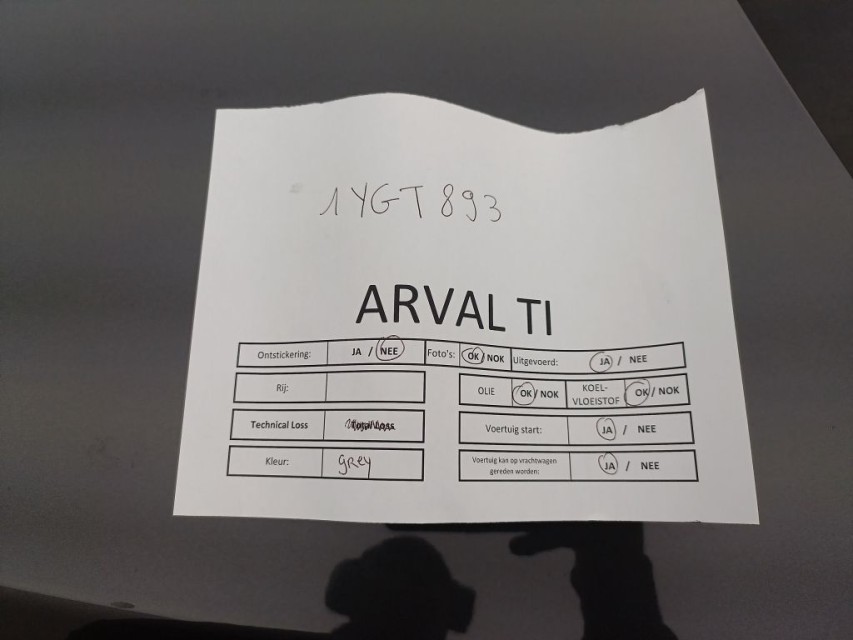 1YGT893
ARVAL TI
Ontstickering: JA / NEE Foto's: OK/NOK Uitgevoerd: JA / NEE
Rij: OLIE OK/NOK KOEL-VLOEISTOF OK/NOK
Technical Loss Voertuig start: JA / NEE
Kleur: GREY Voertuig kan op vrachtwagen
gereden worden: JA / NEE